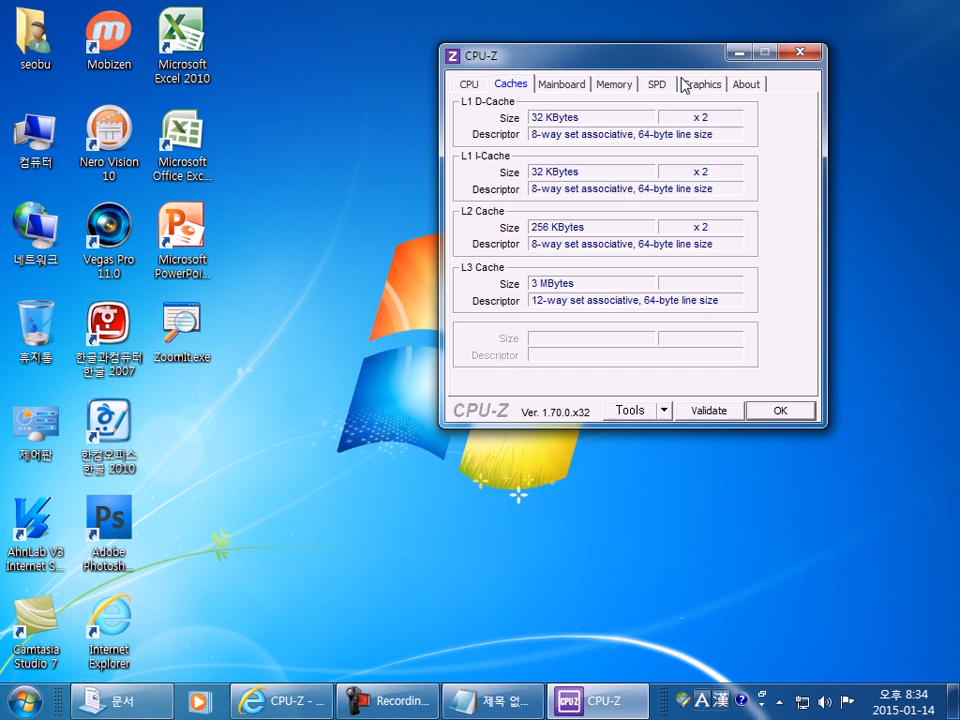 seobu
Mobizen
Microsoft
Excel 2010
컴퓨터
Nero Vision
10
Microsoft
Office Exc...
네트워크
Vegas Pro
11.0
Microsoft
PowerPoi...
휴지통
한글과컴퓨터
한글 2007
ZoomIt.exe
제어판
한컴오피스
한글 2010
AhnLab V3
Internet S...
Ps
Adobe
Photosh...
Camtasia
Studio 7
Internet
Explorer
CPU-Z
CPU Caches Mainboard Memory SPD Graphics About
L1 D-Cache
Size 32 KBytes x 2
Descriptor 8-way set associative, 64-byte line size
L1 I-Cache
Size 32 KBytes x 2
Descriptor 8-way set associative, 64-byte line size
L2 Cache
Size 256 KBytes x 2
Descriptor 8-way set associative, 64-byte line size
L3 Cache
Size 3 MBytes
Descriptor 12-way set associative, 64-byte line size
Size
Descriptor
CPU-Z Ver. 1.70.0.x32 Tools Validate OK
문서 CPU-Z - ... Recordin... 제목 없... CPU-Z A 漢 오후 8:34
2015-01-14